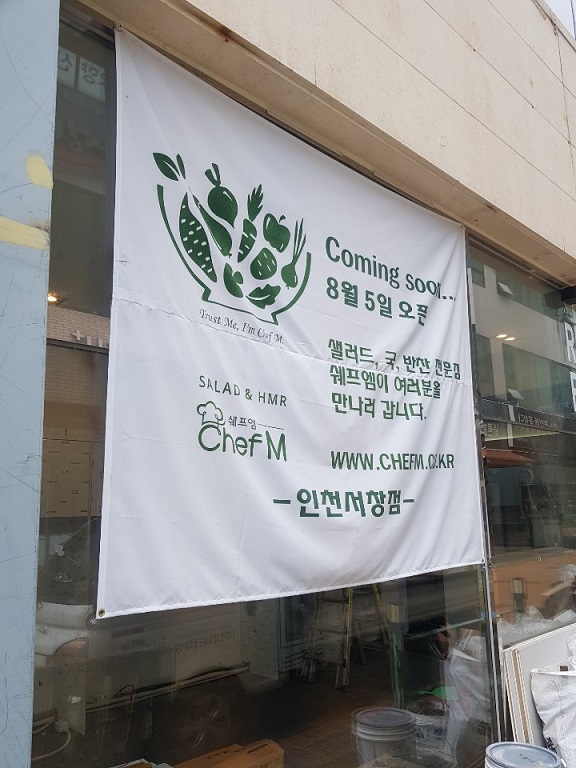 Trust Me, I'm Chef M.
Coming soon...
8월 5일 오픈
샐러드, 국, 반찬 전문점
쉐프엠이 여러분을
만나러 갑니다.
SALAD & HMR
쉐프엠
Chef M
WWW.CHEFM.CO.KR
-인천서창점-